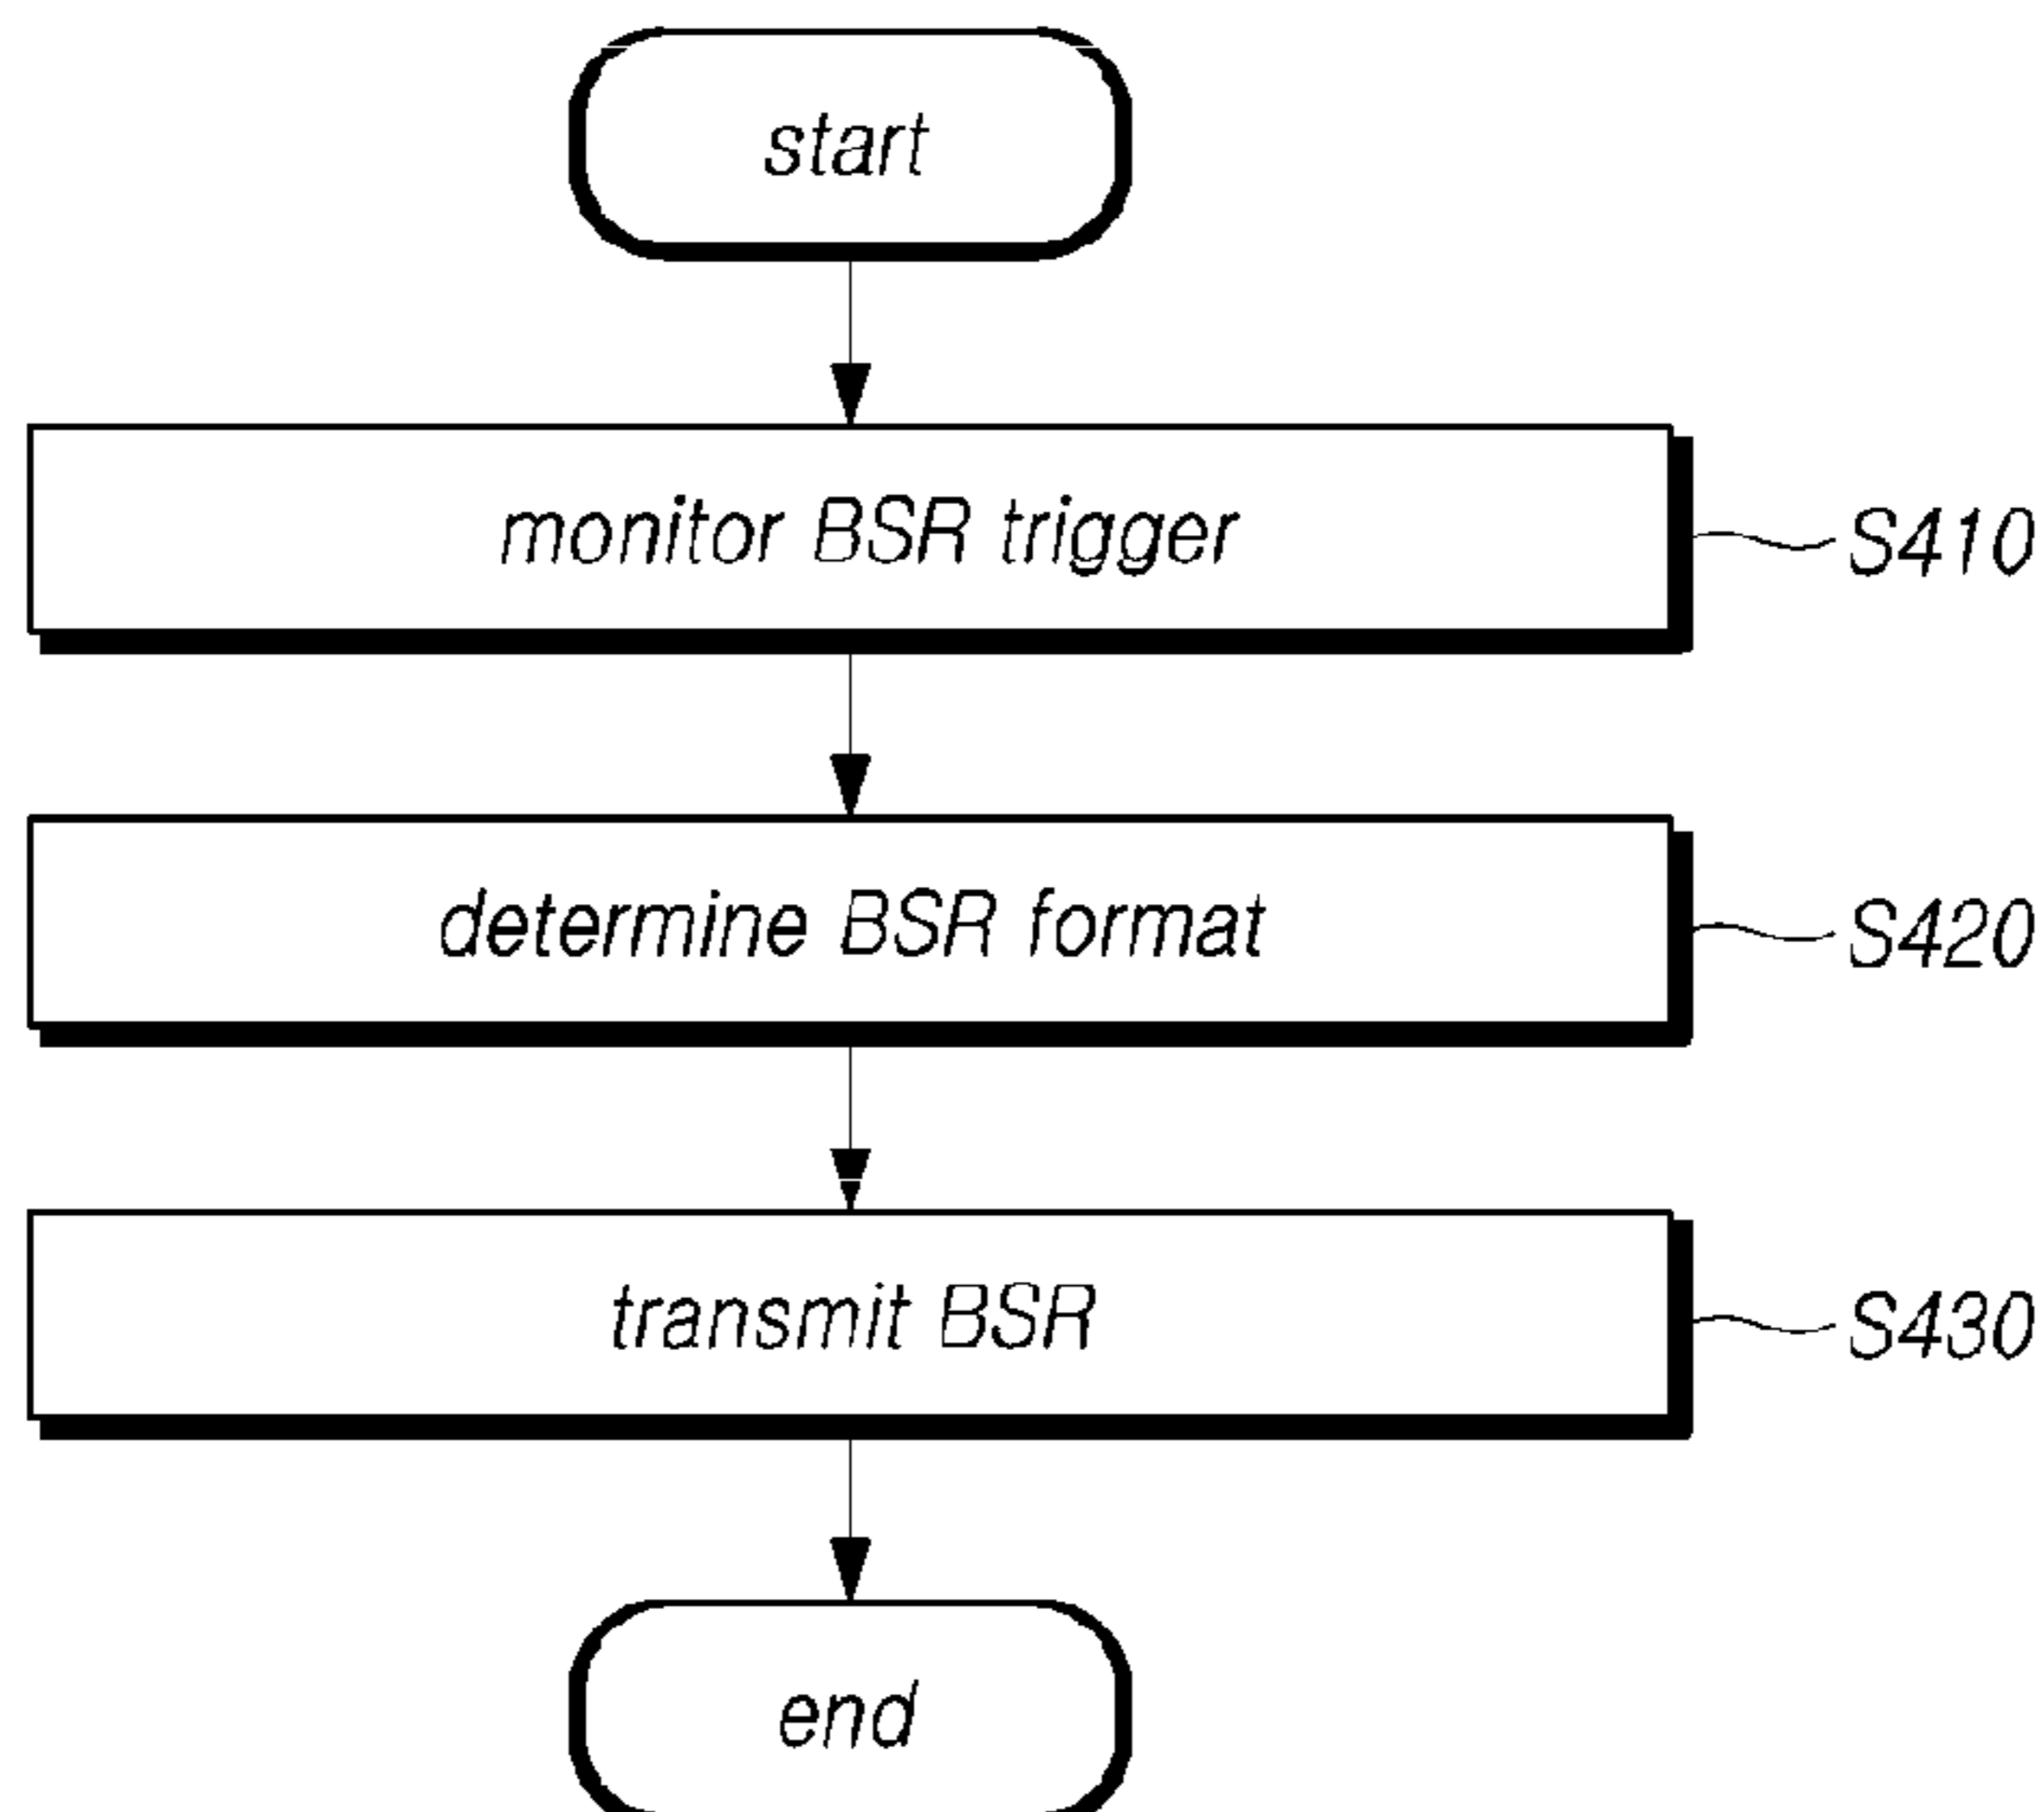 start
monitor BSR trigger
S410
determine BSR format
S420
transmit BSR
S430
end